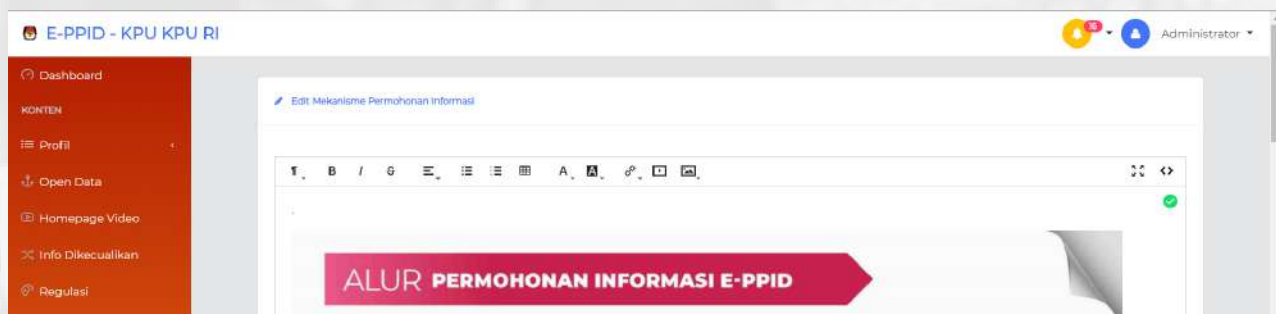 E-PPID - KPU KPU RI
16
Administrator
Dashboard
KONTEN
Profil
Open Data
Homepage Video
Info Dikecualikan
Regulasi
Edit Mekanisme Permohonan Informasi
ALUR PERMOHONAN INFORMASI E-PPID